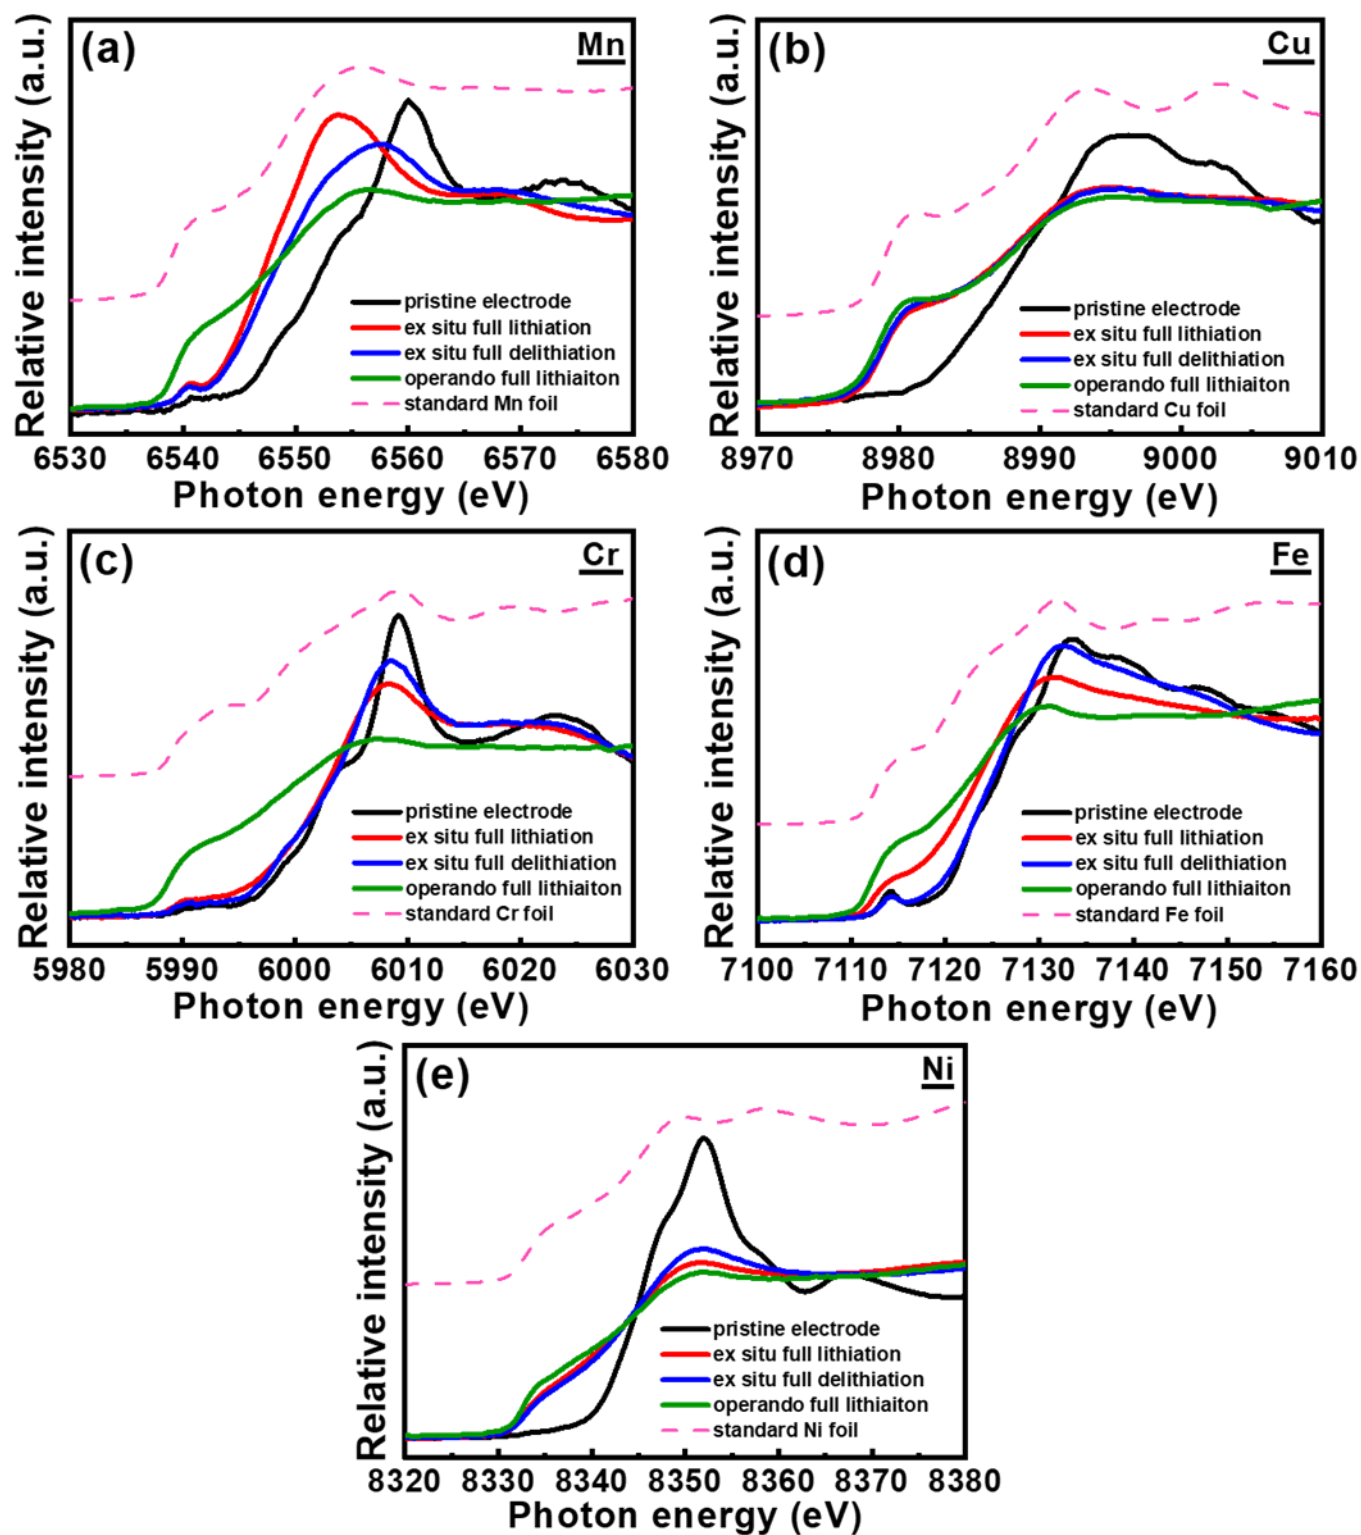 (a)
Mn
Relative intensity (a.u.)
pristine electrode
ex situ full lithiation
ex situ full delithiation
operando full lithiaiton
standard Mn foil
6530 6540 6550 6560 6570 6580
Photon energy (eV)
(b)
Cu
Relative intensity (a.u.)
pristine electrode
ex situ full lithiation
ex situ full delithiation
operando full lithiaiton
standard Cu foil
8970 8980 8990 9000 9010
Photon energy (eV)
(c)
Cr
Relative intensity (a.u.)
pristine electrode
ex situ full lithiation
ex situ full delithiation
operando full lithiaiton
standard Cr foil
5980 5990 6000 6010 6020 6030
Photon energy (eV)
(d)
Fe
Relative intensity (a.u.)
pristine electrode
ex situ full lithiation
ex situ full delithiation
operando full lithiaiton
standard Fe foil
7100 7110 7120 7130 7140 7150 7160
Photon energy (eV)
(e)
Ni
Relative intensity (a.u.)
pristine electrode
ex situ full lithiation
ex situ full delithiation
operando full lithiaiton
standard Ni foil
8320 8330 8340 8350 8360 8370 8380
Photon energy (eV)